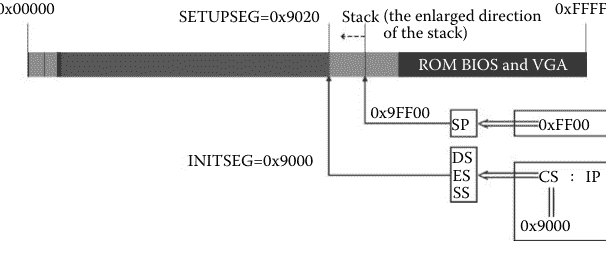 0x00000
SETUPSEG=0x9020
Stack (the enlarged direction
of the stack)
0xFFFF
ROM BIOS and VGA
0x9FF00
SP
0xFF00
INITSEG=0x9000
DS
ES
SS
CS : IP
0x9000